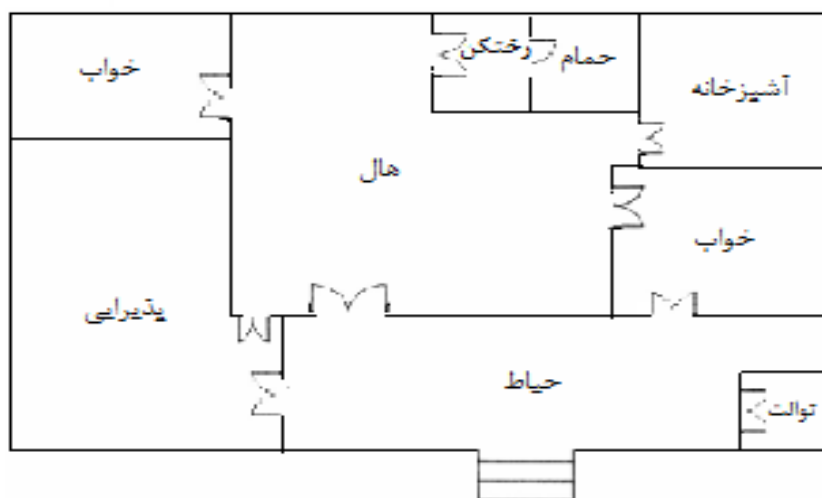 آشپزخانه
حمام
رختکن
خواب
هال
خواب
پذیرایی
حیاط
توالت